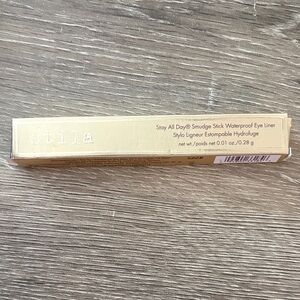 stila
Stay All Day® Smudge Stick Waterproof Eye Liner
Stylo Ligneur Estompable Hydrofuge
net wt./poids net 0.01 oz./0.28 g